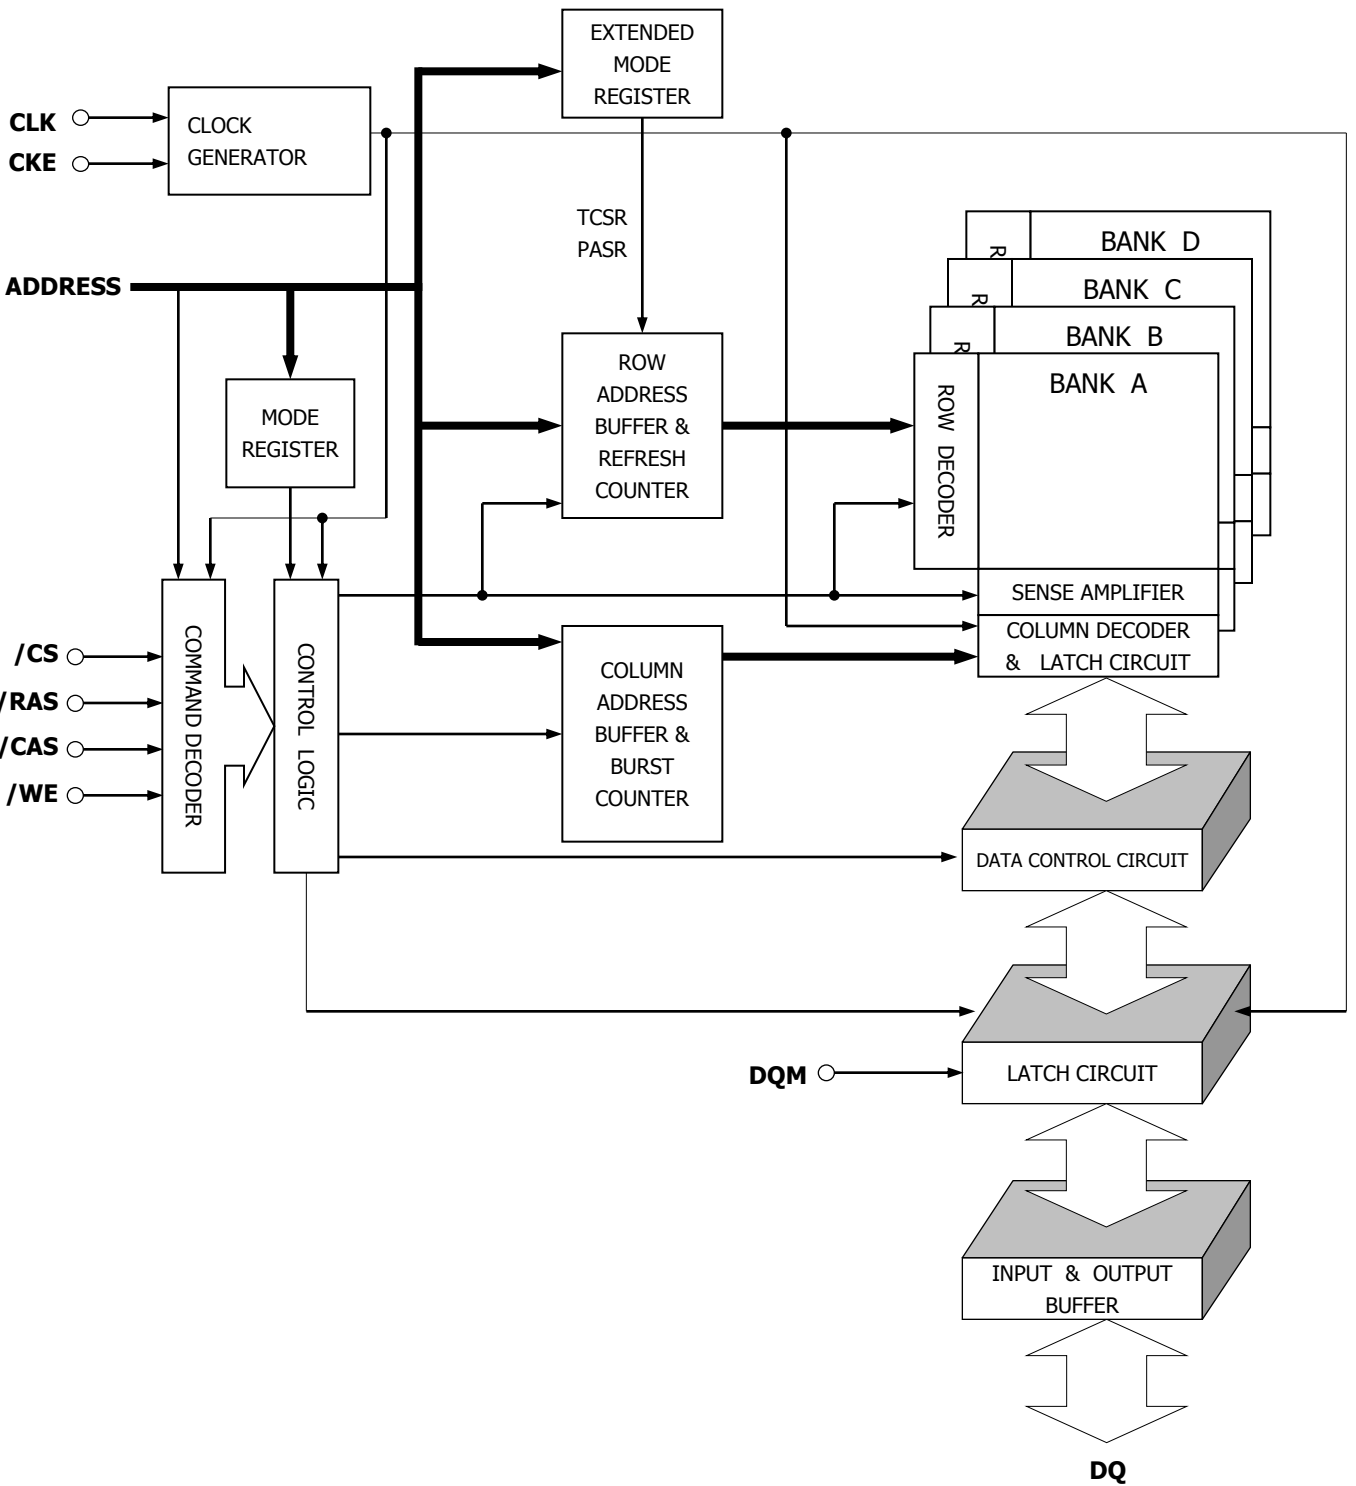 EXTENDED
MODE
REGISTER
CLK
CKE
CLOCK
GENERATOR
TCSR
PASR
ADDRESS
MODE
REGISTER
ROW
ADDRESS
BUFFER &
REFRESH
COUNTER
R
BANK D
R
BANK C
R
BANK B
ROW DECODER
BANK A
SENSE AMPLIFIER
COLUMN DECODER
& LATCH CIRCUIT
/CS
/RAS
/CAS
/WE
COMMAND DECODER
CONTROL LOGIC
COLUMN
ADDRESS
BUFFER &
BURST
COUNTER
DATA CONTROL CIRCUIT
DQM
LATCH CIRCUIT
INPUT & OUTPUT
BUFFER
DQ